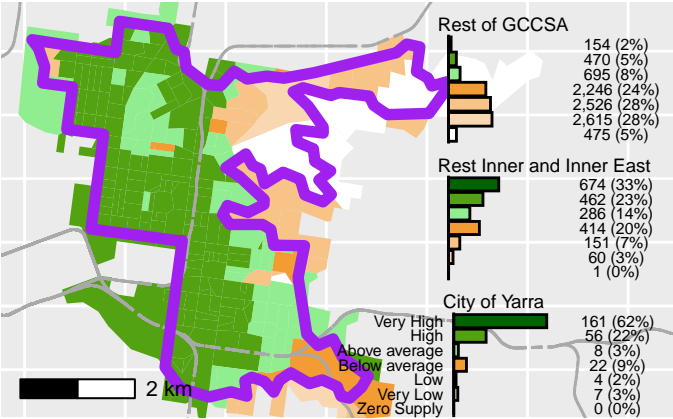 Rest of GCCSA
154 (2%)
470 (5%)
695 (8%)
2,246 (24%)
2,526 (28%)
2,615 (28%)
475 (5%)
Rest Inner and Inner East
674 (33%)
462 (23%)
286 (14%)
414 (20%)
151 (7%)
60 (3%)
1 (0%)
City of Yarra
Very High 161 (62%)
High 56 (22%)
Above average 8 (3%)
Below average 22 (9%)
Low 4 (2%)
Very Low 7 (3%)
Zero Supply 0 (0%)
2 km